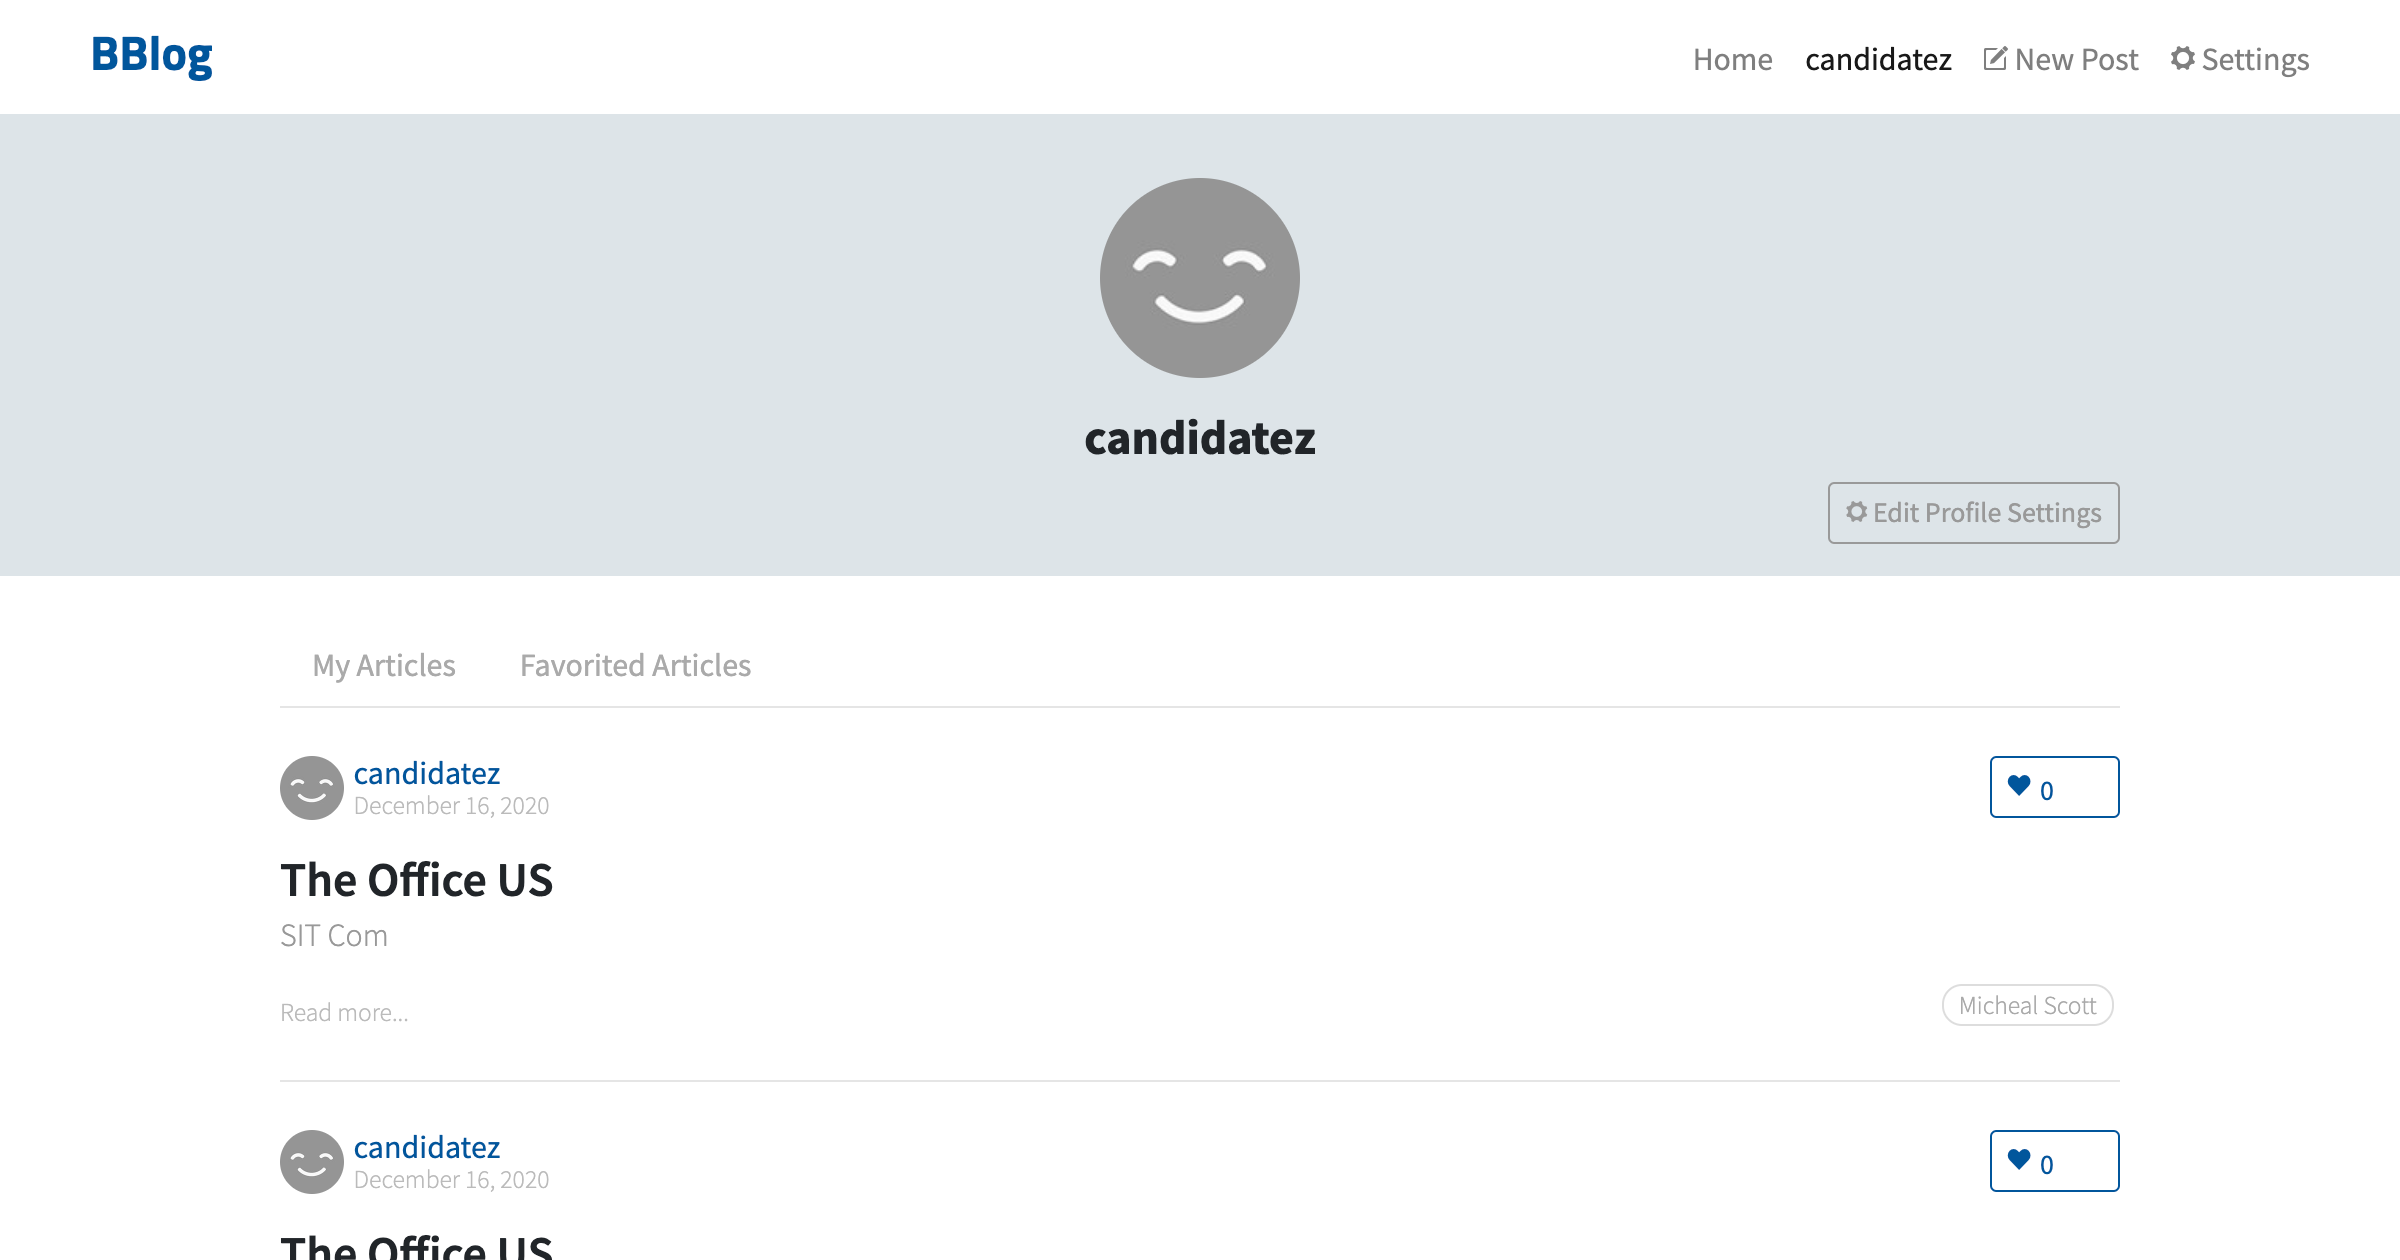 BBlog
Home candidatez New Post Settings
candidatez
Edit Profile Settings
My Articles Favorited Articles
candidatez
December 16, 2020
0
The Office US
SIT Com
Read more...
Micheal Scott
candidatez
December 16, 2020
0
The Office US